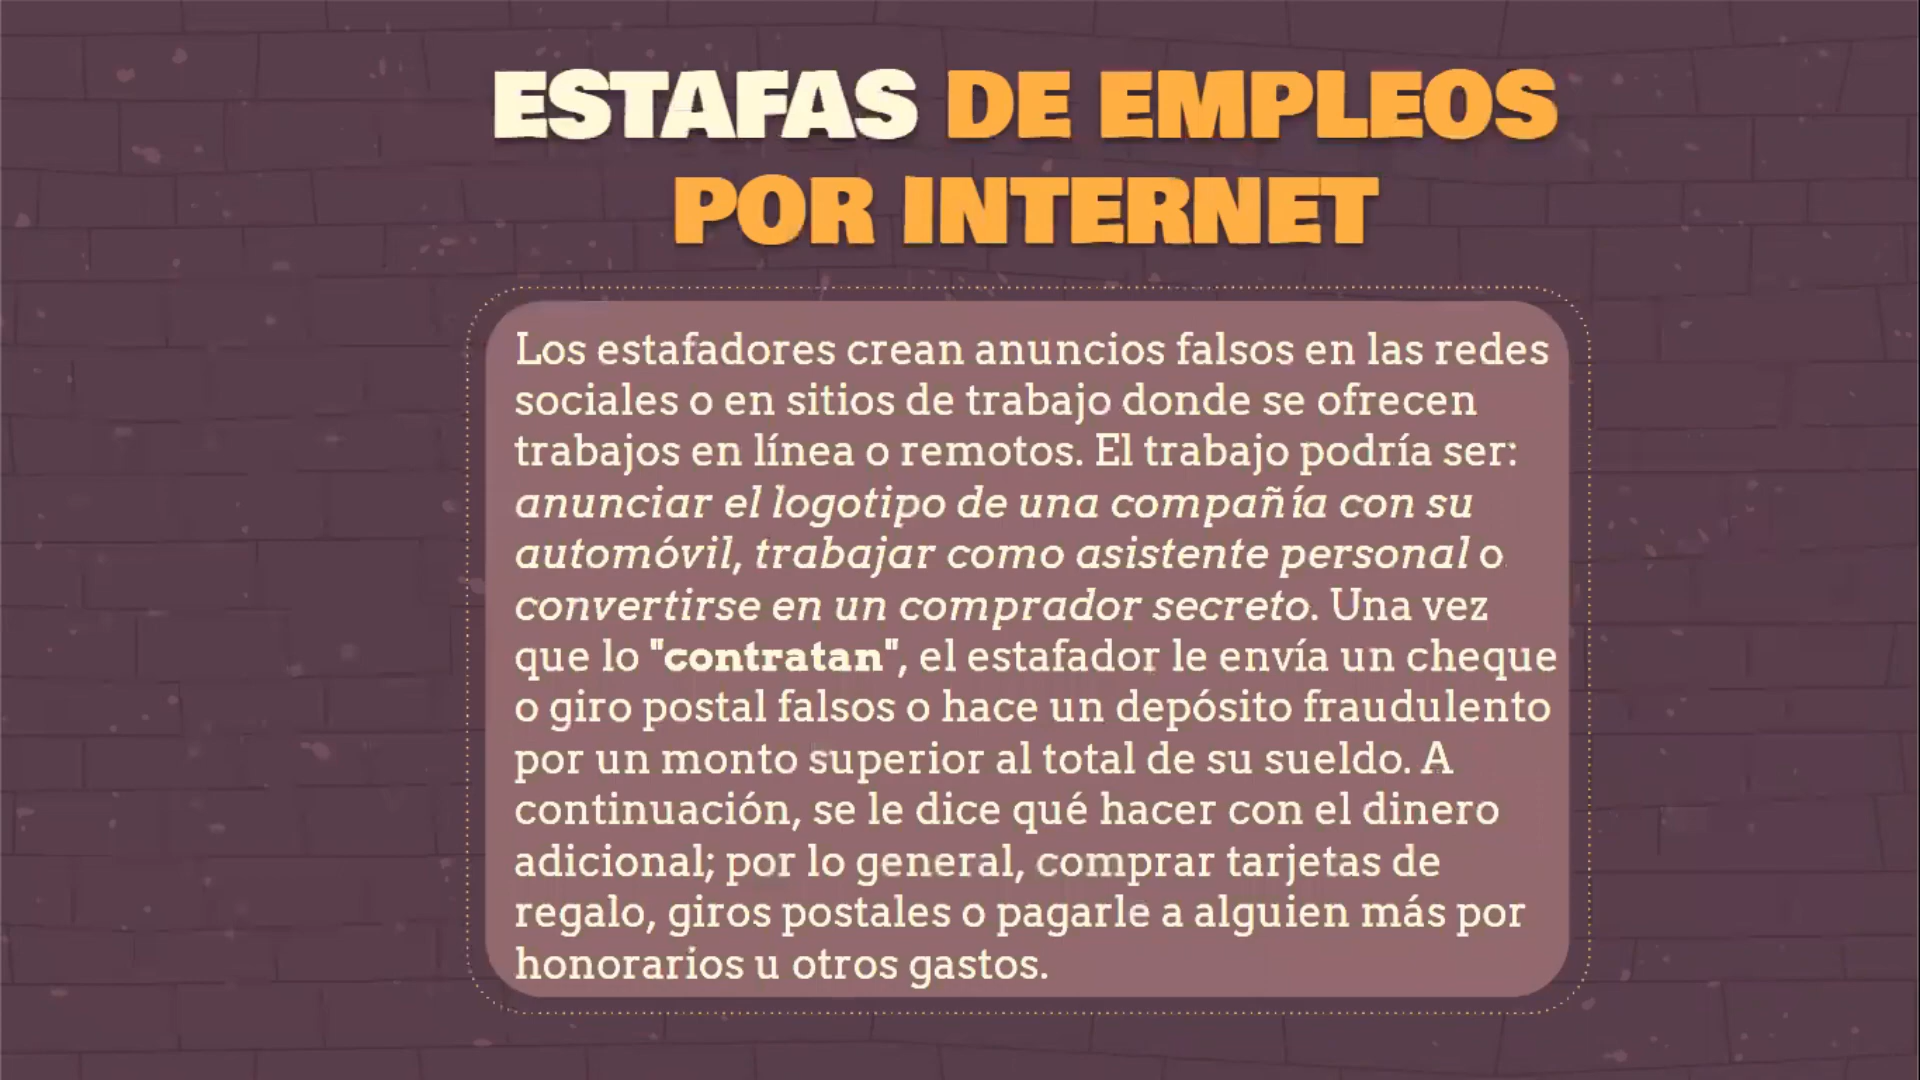 ESTAFAS DE EMPLEOS
POR INTERNET
Los estafadores crean anuncios falsos en las redes
sociales o en sitios de trabajo donde se ofrecen
trabajos en línea o remotos. El trabajo podría ser:
anunciar el logotipo de una compañía con su
automóvil, trabajar como asistente personal o
convertirse en un comprador secreto. Una vez
que lo "contratan", el estafador le envía un cheque
o giro postal falsos o hace un depósito fraudulento
por un monto superior al total de su sueldo. A
continuación, se le dice qué hacer con el dinero
adicional; por lo general, comprar tarjetas de
regalo, giros postales o pagarle a alguien más por
honorarios u otros gastos.